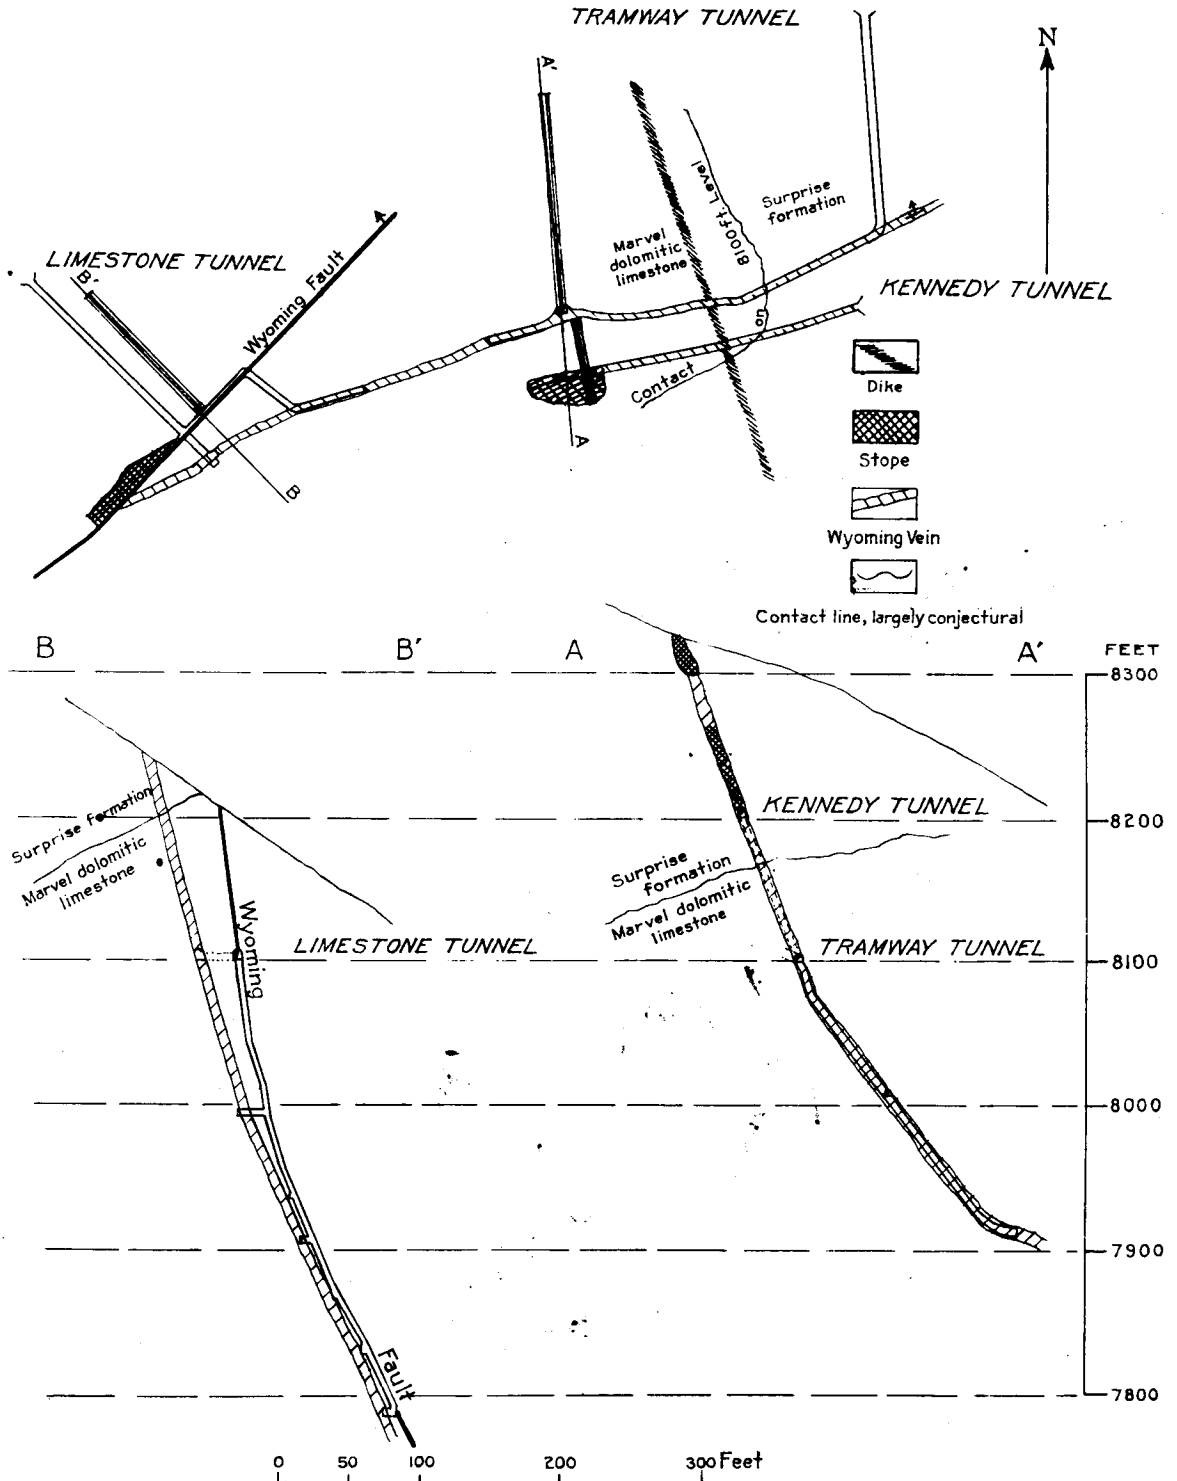 TRAMWAY TUNNEL
N
A'
8100 ft. Level
Surprise
formation
Marvel
dolomitic
limestone
LIMESTONE TUNNEL
B'
Wyoming Fault
KENNEDY TUNNEL
60
Contact
A
B
Dike
Stope
Wyoming Vein
Contact line, largely conjectural
B B' A A' FEET
8300
Surprise formation
Marvel dolomitic
limestone
KENNEDY TUNNEL
8200
Surprise
formation
Marvel dolomitic
limestone
Wyoming
LIMESTONE TUNNEL
TRAMWAY TUNNEL
8100
8000
7900
Fault
7800
0 50 100 200 300 Feet